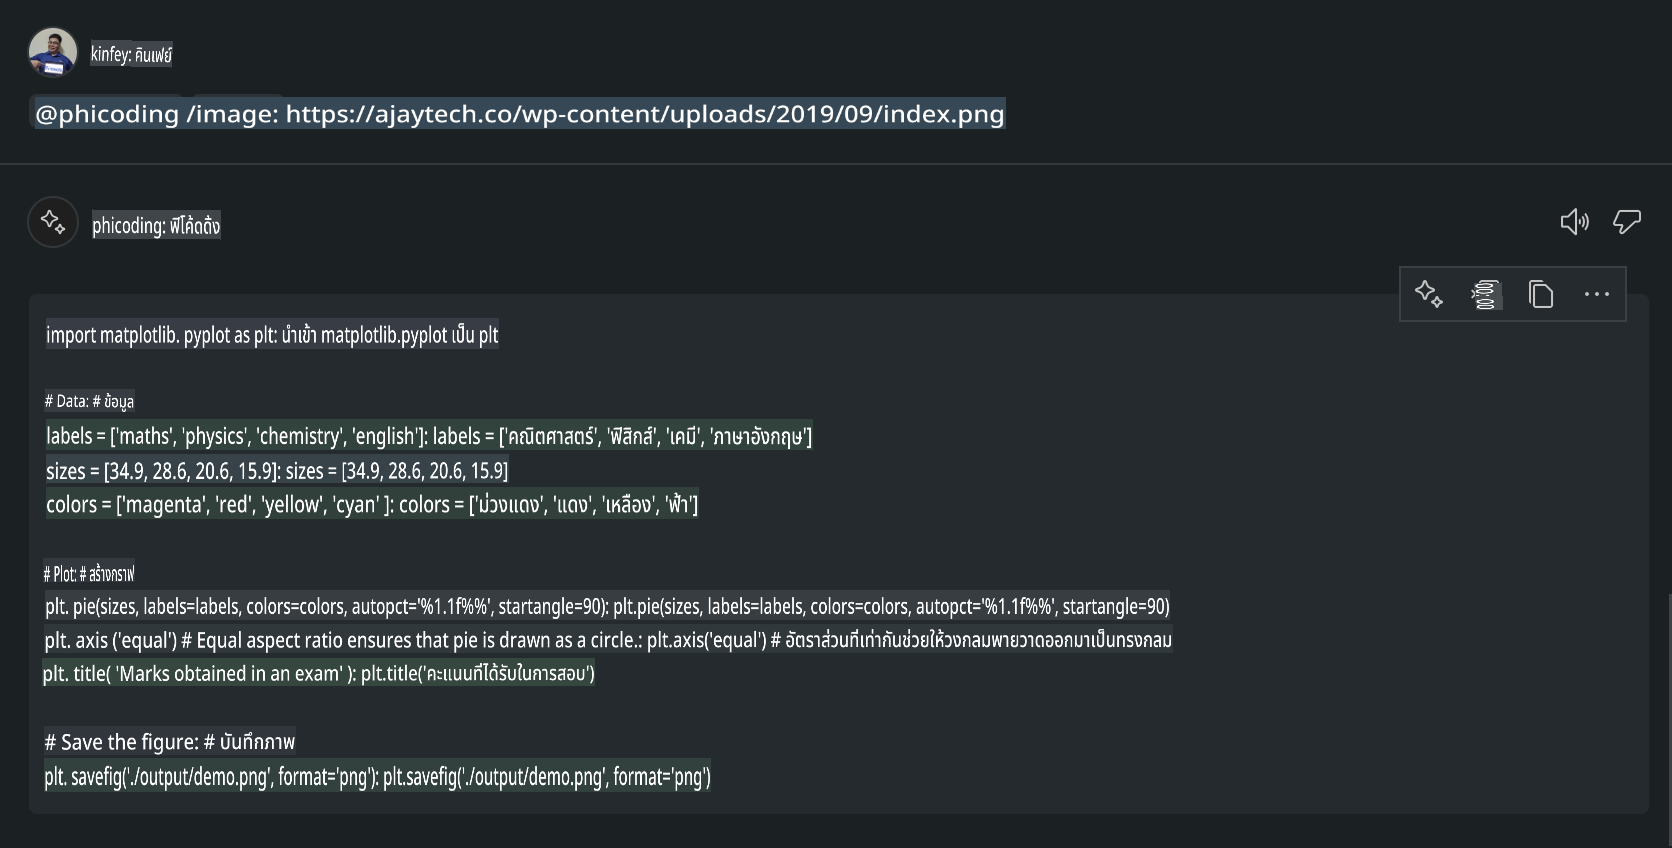 kinfey: คินเฟย์
@phicoding /image: https://ajaytech.co/wp-content/uploads/2019/09/index.png
phicoding: ฟีโค้ดดิ้ง
import matplotlib. pyplot as plt: นำเข้า matplotlib.pyplot เป็น plt
# Data: # ข้อมูล
labels = ['maths', 'physics', 'chemistry', 'english']: labels = ['คณิตศาสตร์', 'ฟิสิกส์', 'เคมี', 'ภาษาอังกฤษ']
sizes = [34.9, 28.6, 20.6, 15.9]: sizes = [34.9, 28.6, 20.6, 15.9]
colors = ['magenta', 'red', 'yellow', 'cyan' ]: colors = ['ม่วงแดง', 'แดง', 'เหลือง', 'ฟ้า']
# Plot: # สร้างกราฟ
plt. pie(sizes, labels=labels, colors=colors, autopct='%1.1f%%', startangle=90): plt.pie(sizes, labels=labels, colors=colors, autopct='%1.1f%%', startangle=90)
plt. axis ('equal') # Equal aspect ratio ensures that pie is drawn as a circle.: plt.axis('equal') # อัตราส่วนที่เท่ากันช่วยให้วงกลมพายวาดออกมาเป็นทรงกลม
plt. title( 'Marks obtained in an exam' ): plt.title('คะแนนที่ได้รับในการสอบ')
# Save the figure: # บันทึกภาพ
plt. savefig('./output/demo.png', format='png'): plt.savefig('./output/demo.png', format='png')